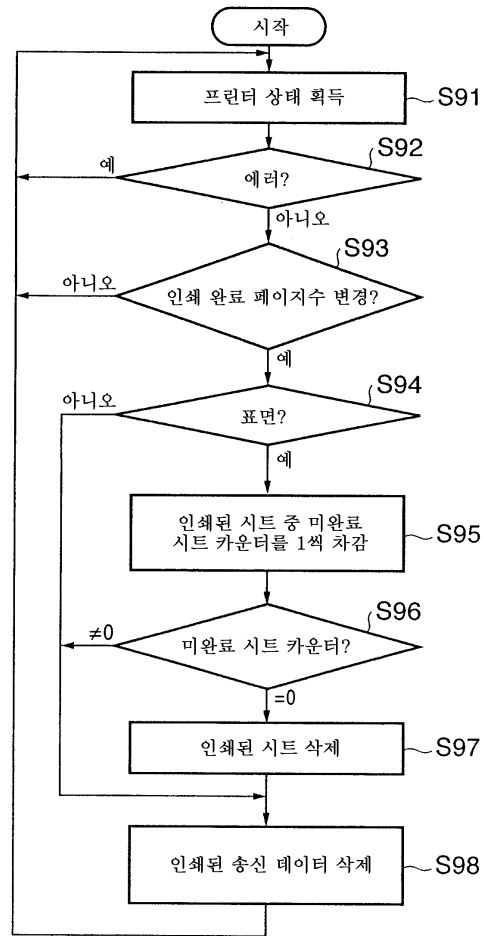 시작
프린터 상태 획득
S91
에러?
S92
예
아니오
인쇄 완료 페이지수 변경?
S93
아니오
예
표면?
S94
아니오
예
인쇄된 시트 중 미완료
시트 카운터를 1씩 차감
S95
미완료 시트 카운터?
S96
≠0
=0
인쇄된 시트 삭제
S97
인쇄된 송신 데이터 삭제
S98